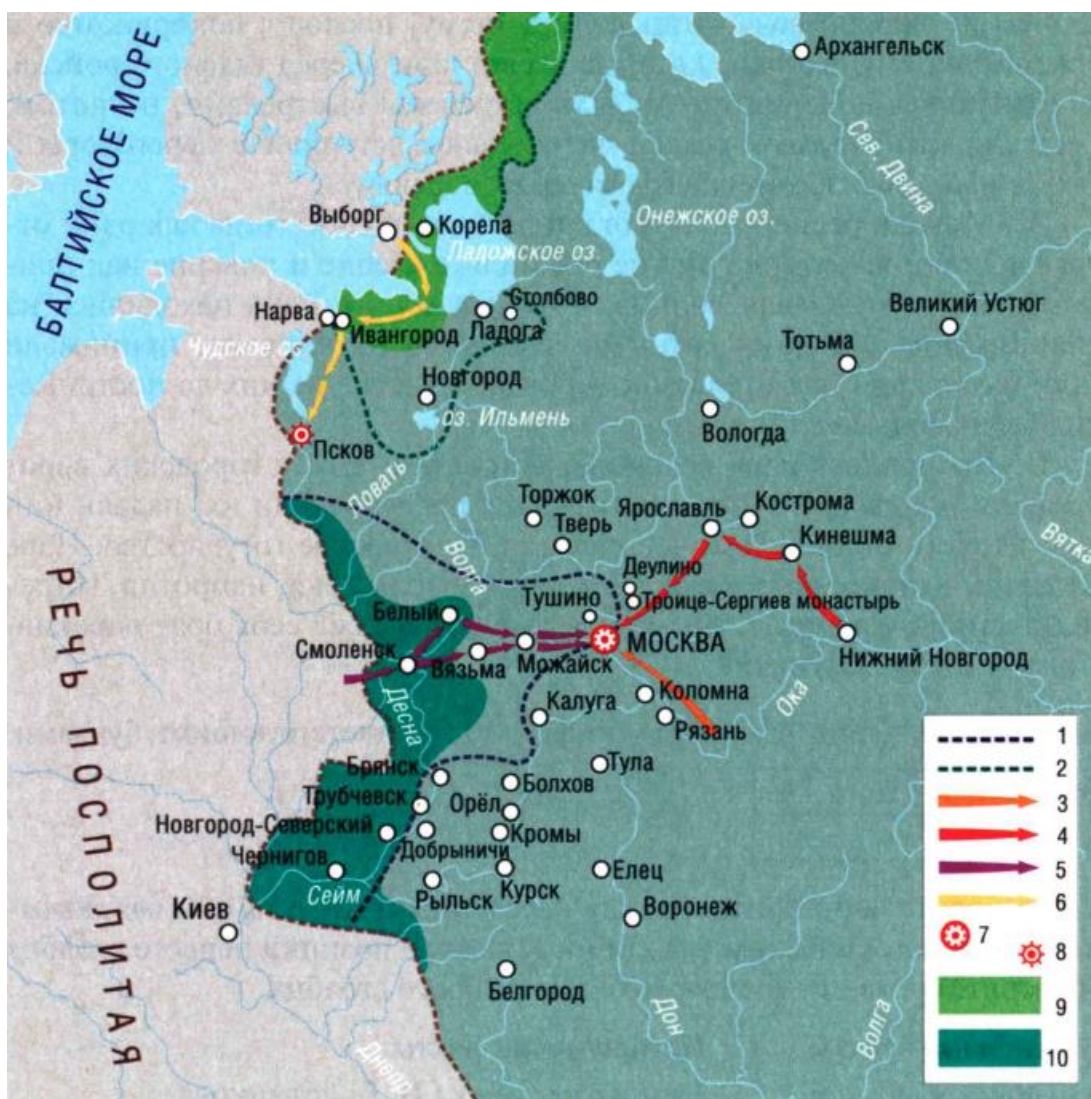 Архангельск
БАЛТИЙСКОЕ МОРЕ
Сев. Двина
Онежское оз.
Выборг
Корела
Ладожское оз.
Столбово
Великий Устюг
Нарва
Ивангород
Ладога
Тотьма
Чудское оз.
Новгород
оз. Ильмень
Вологда
Псков
Ловать
Торжок
Ярославль
Кострома
Тверь
Кинешма
Вятка
Волга
Деулино
Тушино
Троице-Сергиев монастырь
Белый
МОСКВА
Смоленск
Вязьма
Можайск
Нижний Новгород
РЕЧЬ ПОСПОЛИТАЯ
Десна
Калуга
Коломна
Ока
Рязань
Брянск
Тула
Болхов
Трубчевск
Орёл
Новгород-Северский
Кромы
Добрыничи
Чернигов
Елец
Сейм
Рыльск
Курск
Киев
Воронеж
Белгород
Дон
Волга
Днепр
1
2
3
4
5
6
7
8
9
10